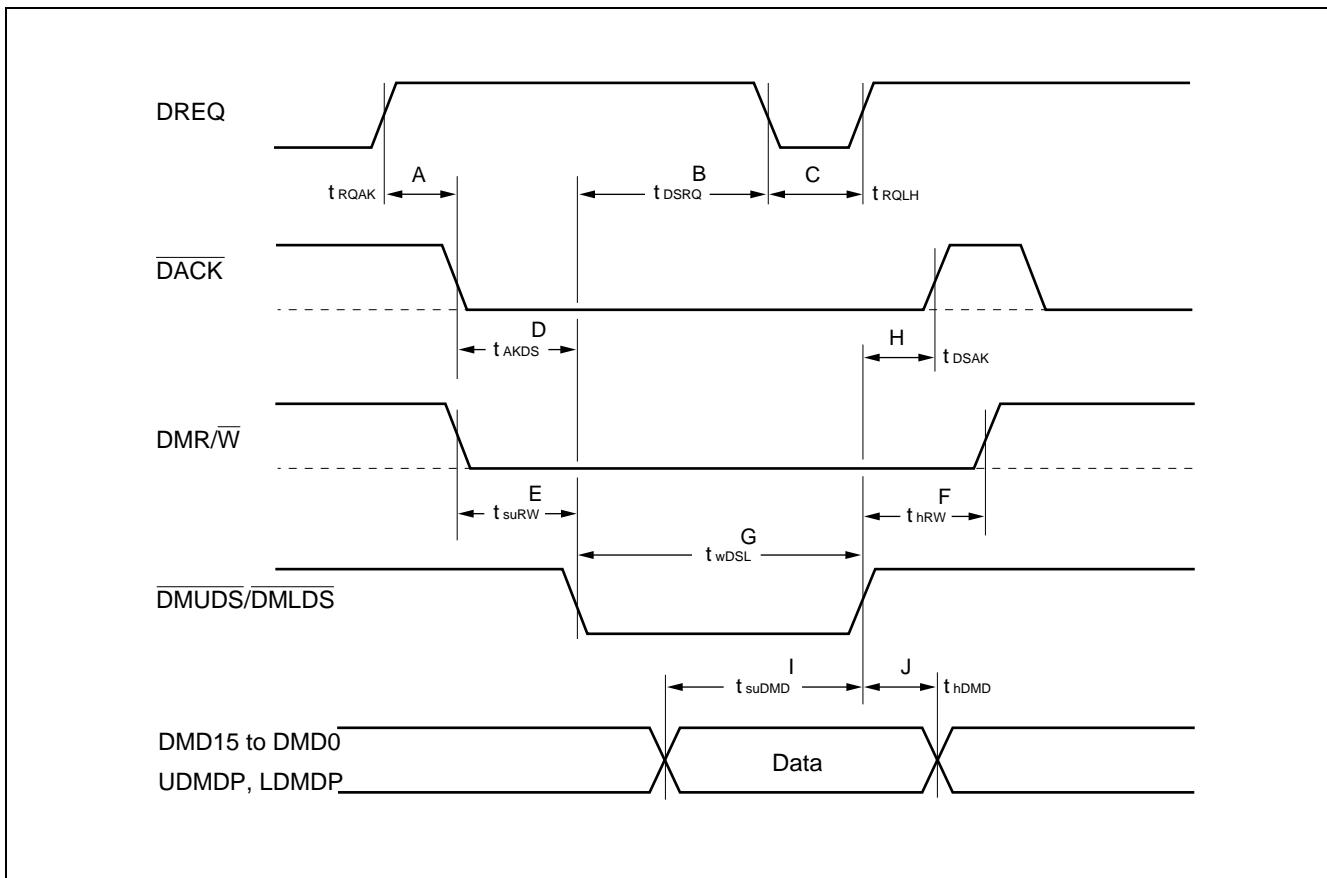 DREQ
A
B
C
t RQAK
t DSRQ
t RQLH
DACK
D
t AKDS
H
t DSAK
DMR/W
E
t suRW
F
t hRW
G
t wDSL
DMUDS/DMLDS
I
t suDMD
J
t hDMD
DMD15 to DMD0
UDMDP, LDMDP
Data